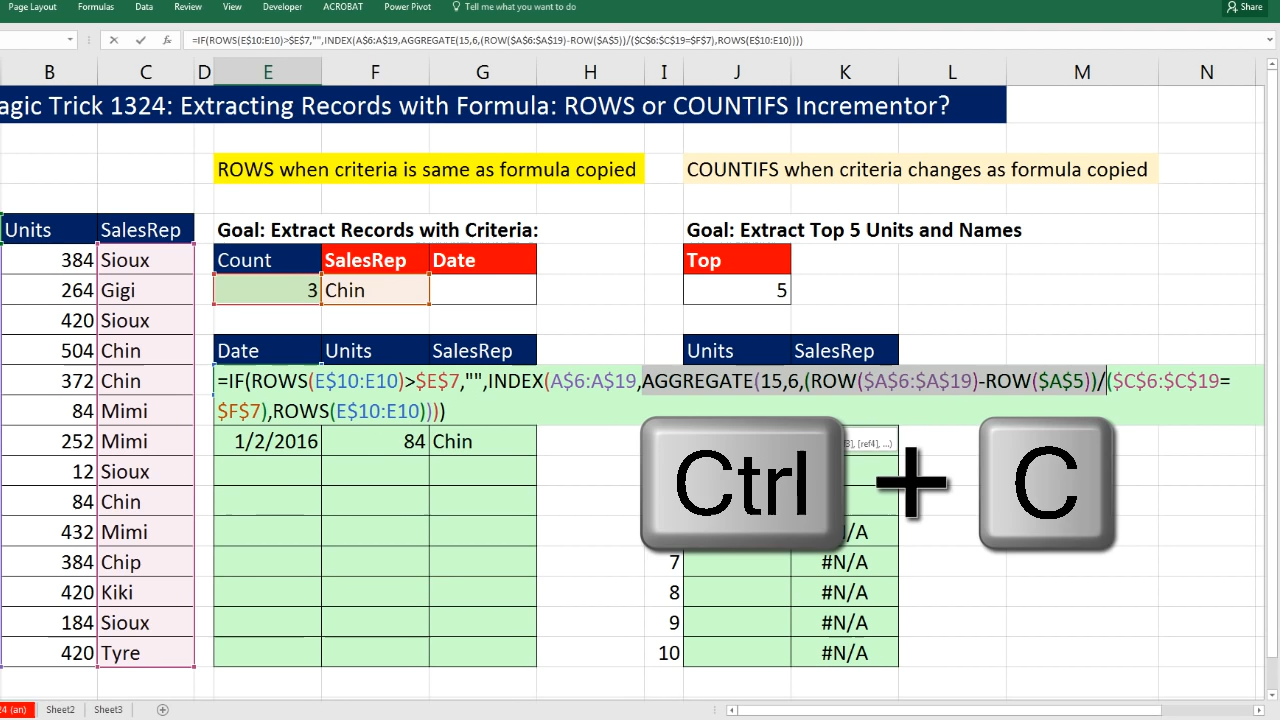 Page Layout Formulas Data Review View Developer ACROBAT Power Pivot Tell me what you want to do Share
=IF(ROWS(E$10:E10)>$E$7,"",INDEX(A$6:A$19,AGGREGATE(15,6,(ROW($A$6:$A$19)-ROW($A$5))/($C$6:$C$19=$F$7),ROWS(E$10:E10))))
B C D E F G H I J K L M N
agic Trick 1324: Extracting Records with Formula: ROWS or COUNTIFS Incrementor?
ROWS when criteria is same as formula copied COUNTIFS when criteria changes as formula copied
Units SalesRep Goal: Extract Records with Criteria: Goal: Extract Top 5 Units and Names
384 Sioux Count SalesRep Date Top
264 Gigi 3 Chin 5
420 Sioux
504 Chin Date Units SalesRep Units SalesRep
372 Chin =IF(ROWS(E$10:E10)>$E$7,"",INDEX(A$6:A$19,AGGREGATE(15,6,(ROW($A$6:$A$19)-ROW($A$5))/($C$6:$C$19=
84 Mimi $F$7),ROWS(E$10:E10))))
252 Mimi 1/2/2016 84 Chin [ref4], ...)
12 Sioux
84 Chin Ctrl + C
432 Mimi /A
384 Chip 7 #N/A
420 Kiki 8 #N/A
184 Sioux 9 #N/A
420 Tyre 10 #N/A
24 (an) Sheet2 Sheet3